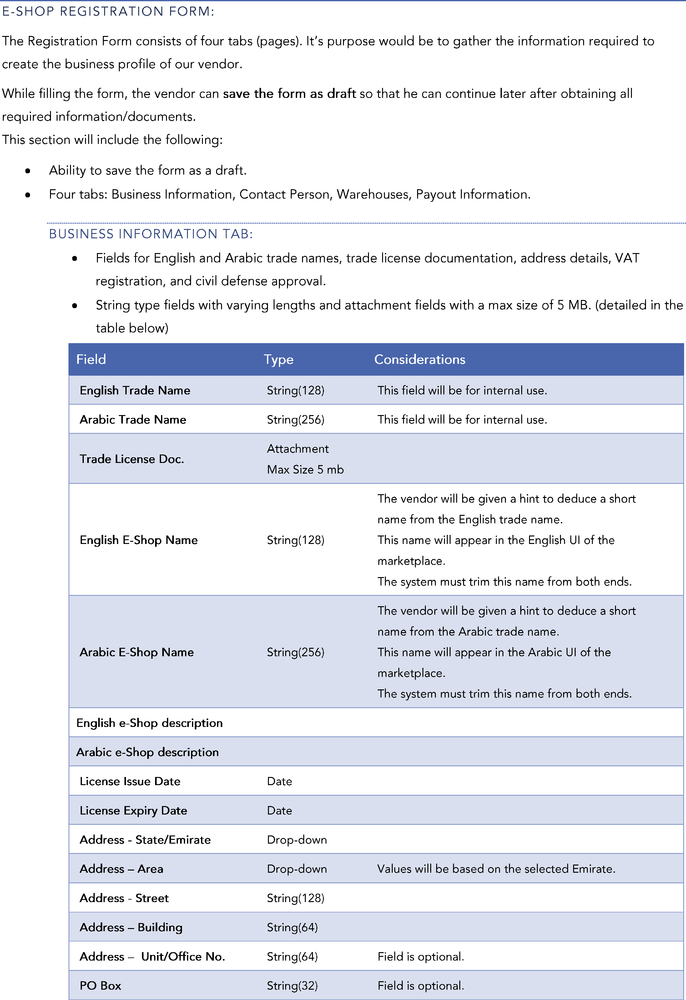 E-SHOP REGISTRATION FORM:
The Registration Form consists of four tabs (pages). It’s purpose would be to gather the information required to
create the business profile of our vendor.
While filling the form, the vendor can save the form as draft so that he can continue later after obtaining all
required information/documents.
This section will include the following:
• Ability to save the form as a draft.
• Four tabs: Business Information, Contact Person, Warehouses, Payout Information.
BUSINESS INFORMATION TAB:
• Fields for English and Arabic trade names, trade license documentation, address details, VAT
registration, and civil defense approval.
• String type fields with varying lengths and attachment fields with a max size of 5 MB. (detailed in the
table below)
Field Type Considerations
English Trade Name String(128) This field will be for internal use.
Arabic Trade Name String(256) This field will be for internal use.
Trade License Doc. Attachment
Max Size 5 mb
The vendor will be given a hint to deduce a short
name from the English trade name.
English E-Shop Name String(128) This name will appear in the English UI of the
marketplace.
The system must trim this name from both ends.
The vendor will be given a hint to deduce a short
name from the Arabic trade name.
Arabic E-Shop Name String(256) This name will appear in the Arabic UI of the
marketplace.
The system must trim this name from both ends.
English e-Shop description
Arabic e-Shop description
License Issue Date Date
License Expiry Date Date
Address - State/Emirate Drop-down
Address – Area Drop-down Values will be based on the selected Emirate.
Address - Street String(128)
Address – Building String(64)
Address – Unit/Office No. String(64) Field is optional.
PO Box String(32) Field is optional.